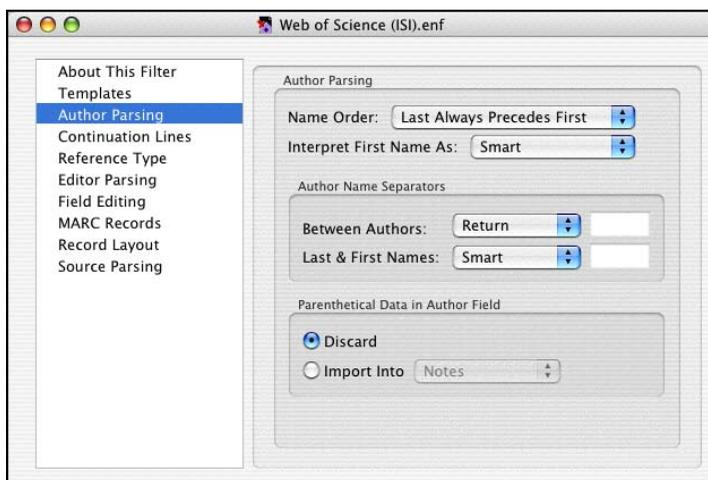 Web of Science (ISI).enf
About This Filter
Templates
Author Parsing
Continuation Lines
Reference Type
Editor Parsing
Field Editing
MARC Records
Record Layout
Source Parsing
Author Parsing
Name Order: Last Always Precedes First
Interpret First Name As: Smart
Author Name Separators
Between Authors: Return
Last & First Names: Smart
Parenthetical Data in Author Field
Discard
Import Into Notes